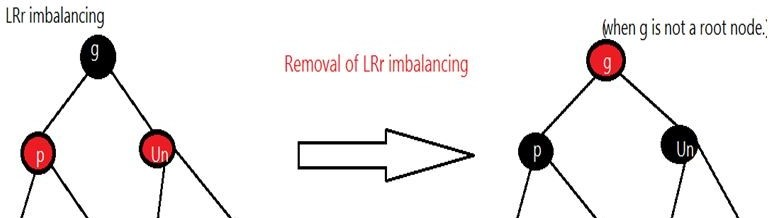 LRr imbalancing
g
p
Un
Removal of LRr imbalancing
(when g is not a root node.)
g
p
Un